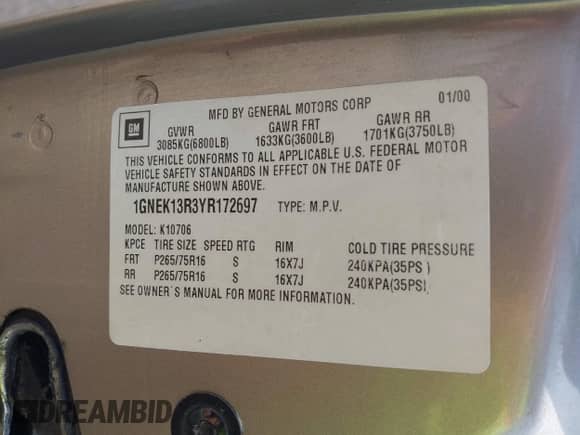 MFD BY GENERAL MOTORS CORP 01/00
GM
GVWR GAWR FRT GAWR RR
3085KG(6800LB) 1633KG(3600LB) 1701KG(3750LB)
THIS VEHICLE CONFORMS TO ALL APPLICABLE U.S. FEDERAL MOTOR
VEHICLE SAFETY STANDARDS IN EFFECT ON THE DATE OF
MANUFACTURE SHOWN ABOVE.
1GNEK13R3YR172697 TYPE: M.P.V.
MODEL: K10706
KPCE TIRE SIZE SPEED RTG RIM COLD TIRE PRESSURE
FRT P265/75R16 S 16X7J 240KPA(35PS )
RR P265/75R16 S 16X7J 240KPA(35PSI)
SEE OWNER'S MANUAL FOR MORE INFORMATION.
IDREAMBID